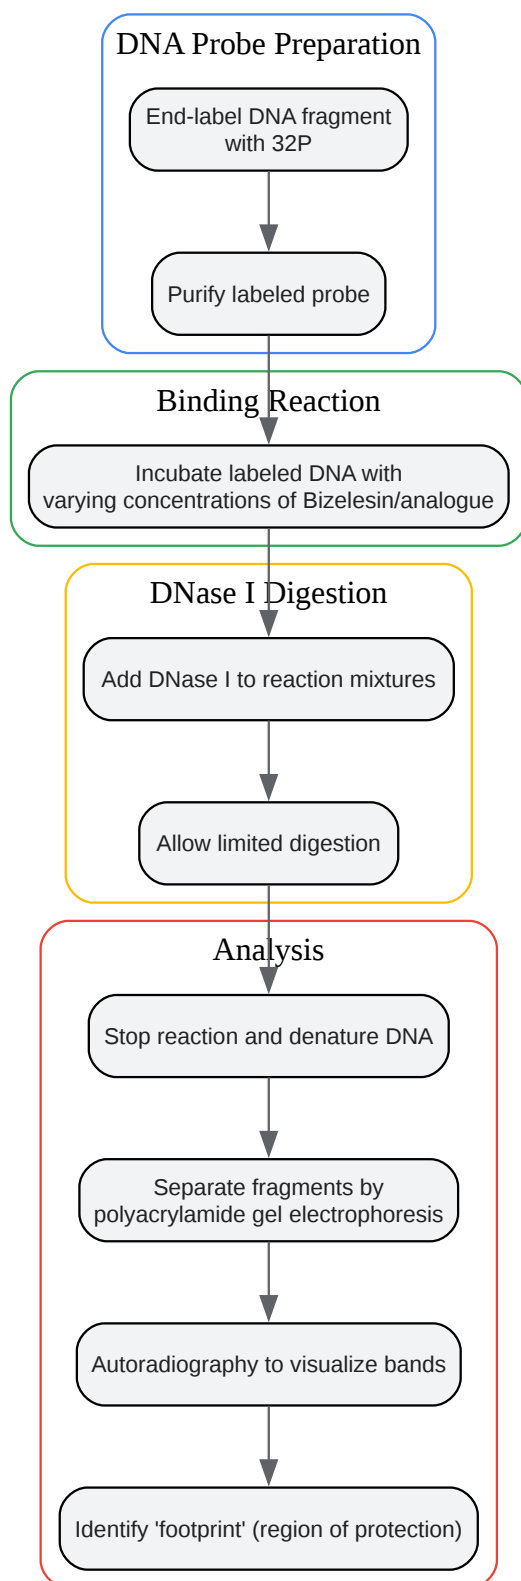 DNA Probe Preparation
End-label DNA fragment
with 32P
Purify labeled probe
Binding Reaction
Incubate labeled DNA with
varying concentrations of Bizelesin/analogue
DNase I Digestion
Add DNase I to reaction mixtures
Allow limited digestion
Analysis
Stop reaction and denature DNA
Separate fragments by
polyacrylamide gel electrophoresis
Autoradiography to visualize bands
Identify 'footprint' (region of protection)